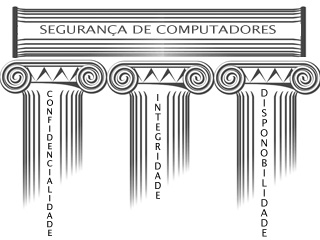 SEGURANÇA DE COMPUTADORES
CONFIDENCIALIDADE
INTEGRIDADE
DISPONOBILIDADE